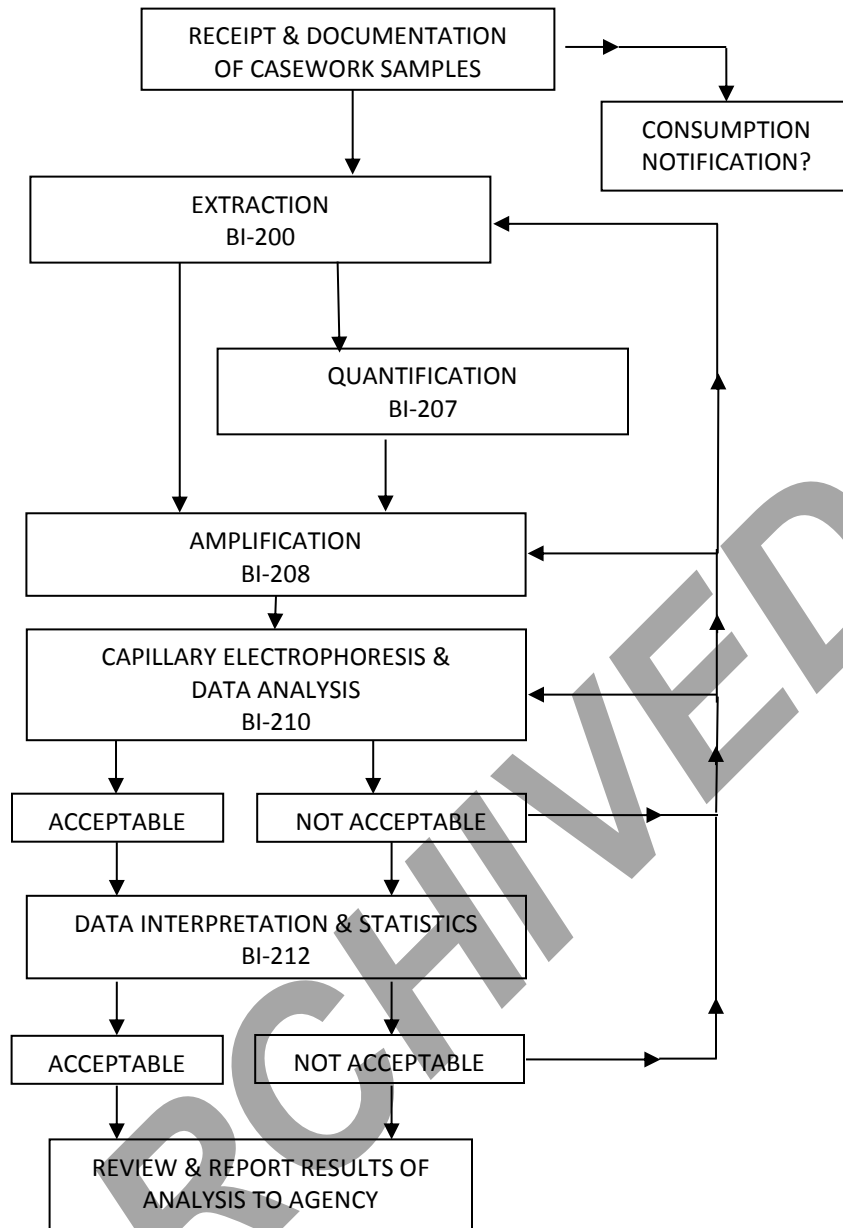 RECEIPT & DOCUMENTATION
OF CASEWORK SAMPLES
CONSUMPTION
NOTIFICATION?
EXTRACTION
BI-200
QUANTIFICATION
BI-207
AMPLIFICATION
BI-208
CAPILLARY ELECTROPHORESIS &
DATA ANALYSIS
BI-210
ACCEPTABLE
NOT ACCEPTABLE
DATA INTERPRETATION & STATISTICS
BI-212
ACCEPTABLE
NOT ACCEPTABLE
REVIEW & REPORT RESULTS OF
ANALYSIS TO AGENCY
RCHIVED